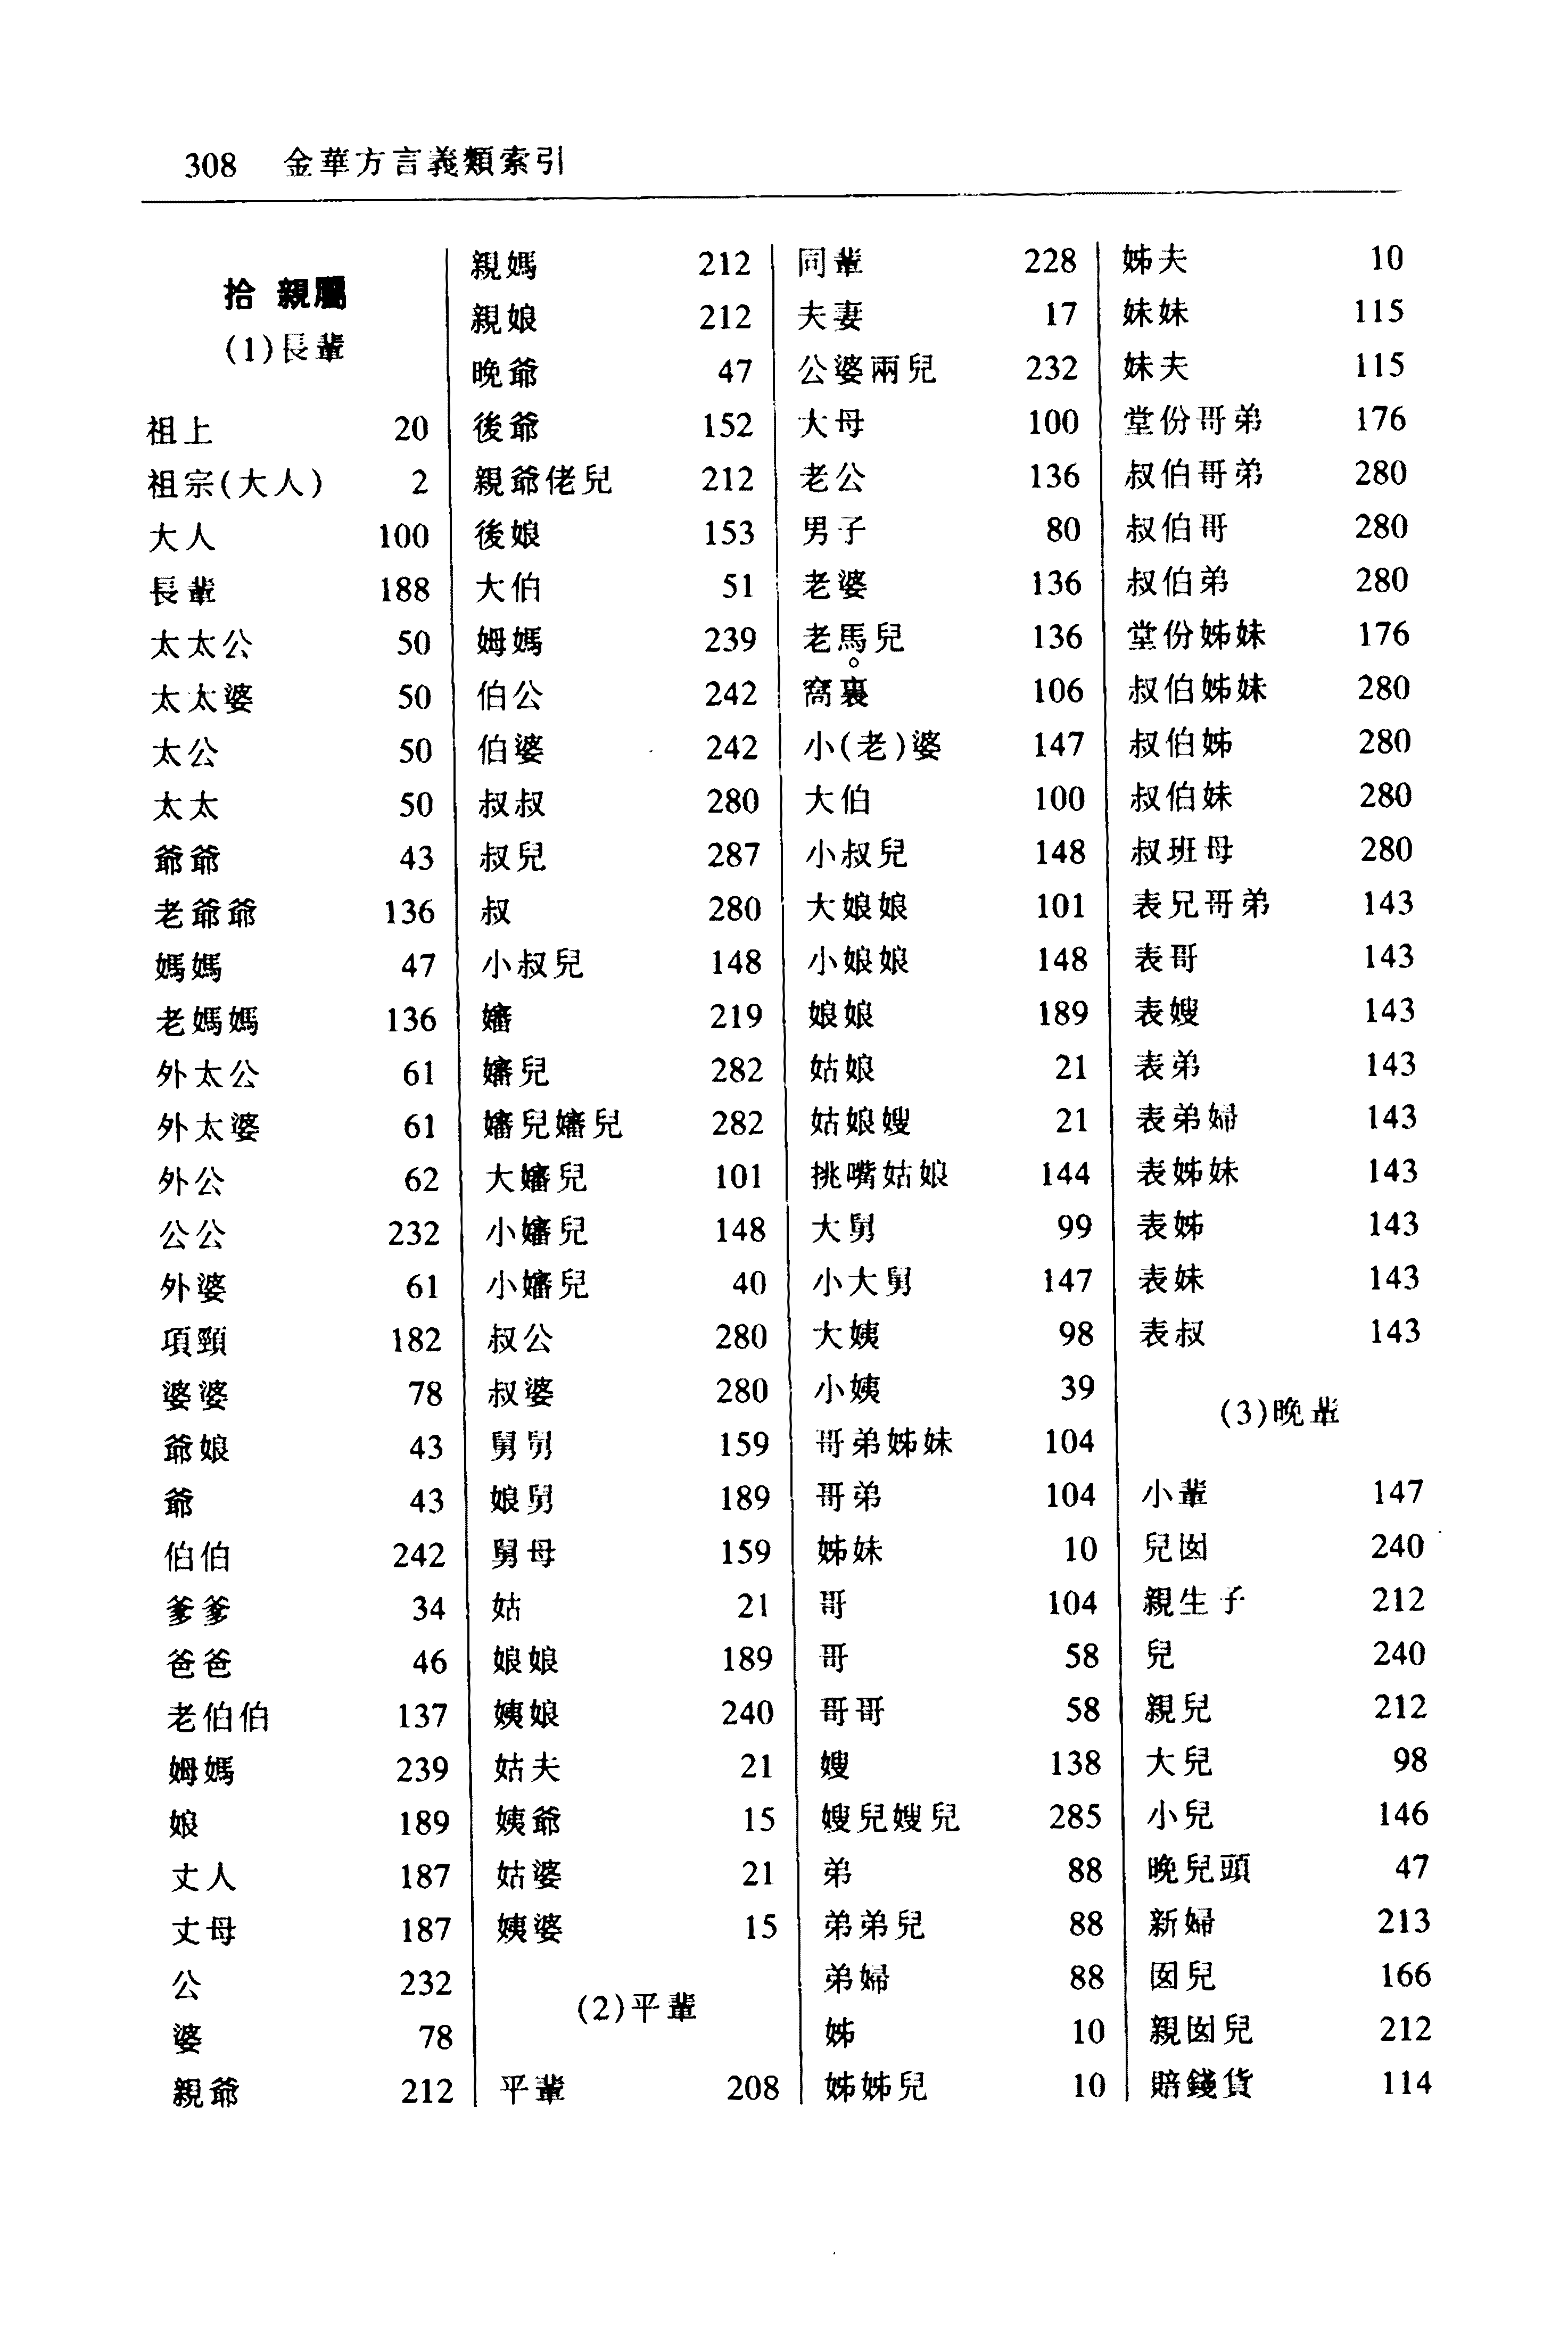 308 金華方言義類索引
拾 親屬
(1)長輩
祖上 20
祖宗(大人) 2
大人 100
長輩 188
太太公 50
太太婆 50
太公 50
太太 50
爺爺 43
老爺爺 136
媽媽 47
老媽媽 136
外太公 61
外太婆 61
外公 62
公公 232
外婆 61
項頸 182
婆婆 78
爺娘 43
爺 43
伯伯 242
爹爹 34
爸爸 46
老伯伯 137
姆媽 239
娘 189
丈人 187
丈母 187
公 232
婆 78
親爺 212
親媽 212
親娘 212
晚爺 47
後爺 152
親爺佬兒 212
後娘 153
大伯 51
姆媽 239
伯公 242
伯婆 242
叔叔 280
叔兒 287
叔 280
小叔兒 148
嬸 219
嬸兒 282
嬸兒嬸兒 282
大嬸兒 101
小嬸兒 148
小嬸兒 40
叔公 280
叔婆 280
舅舅 159
娘舅 189
舅母 159
姑 21
娘娘 189
姨娘 240
姑夫 21
姨爺 15
姑婆 21
姨婆 15
(2)平輩
平輩 208
同輩 228
夫妻 17
公婆兩兒 232
大母 100
老公 136
男子 80
老婆 136
老馬。兒 136
窩裏 106
小(老)婆 147
大伯 100
小叔兒 148
大娘娘 101
小娘娘 148
娘娘 189
姑娘 21
姑娘嫂 21
挑嘴姑娘 144
大舅 99
小大舅 147
大姨 98
小姨 39
哥弟姊妹 104
哥弟 104
姊妹 10
哥 104
哥 58
哥哥 58
嫂 138
嫂兒嫂兒 285
弟 88
弟弟兒 88
弟婦 88
姊 10
姊姊兒 10
姊夫 10
妹妹 115
妹夫 115
堂份哥弟 176
叔伯哥弟 280
叔伯哥 280
叔伯弟 280
堂份姊妹 176
叔伯姊妹 280
叔伯姊 280
叔伯妹 280
叔班母 280
表兄哥弟 143
表哥 143
表嫂 143
表弟 143
表弟婦 143
表姊妹 143
表姊 143
表妹 143
表叔 143
(3)晚輩
小輩 147
兒囡 240
親生子 212
兒 240
親兒 212
大兒 98
小兒 146
晚兒頭 47
新婦 213
囡兒 166
親囡兒 212
賠錢貨 114